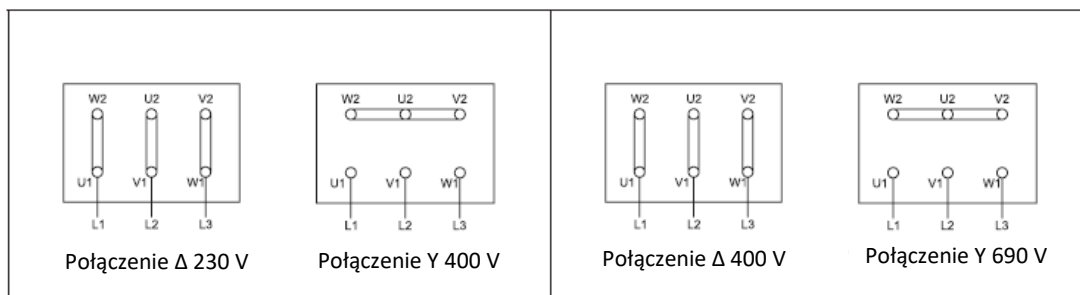 W2 U2 V2
U1 V1 W1
L1 L2 L3
Połączenie Δ 230 V
W2 U2 V2
U1 V1 W1
L1 L2 L3
Połączenie Y 400 V
W2 U2 V2
U1 V1 W1
L1 L2 L3
Połączenie Δ 400 V
W2 U2 V2
U1 V1 W1
L1 L2 L3
Połączenie Y 690 V